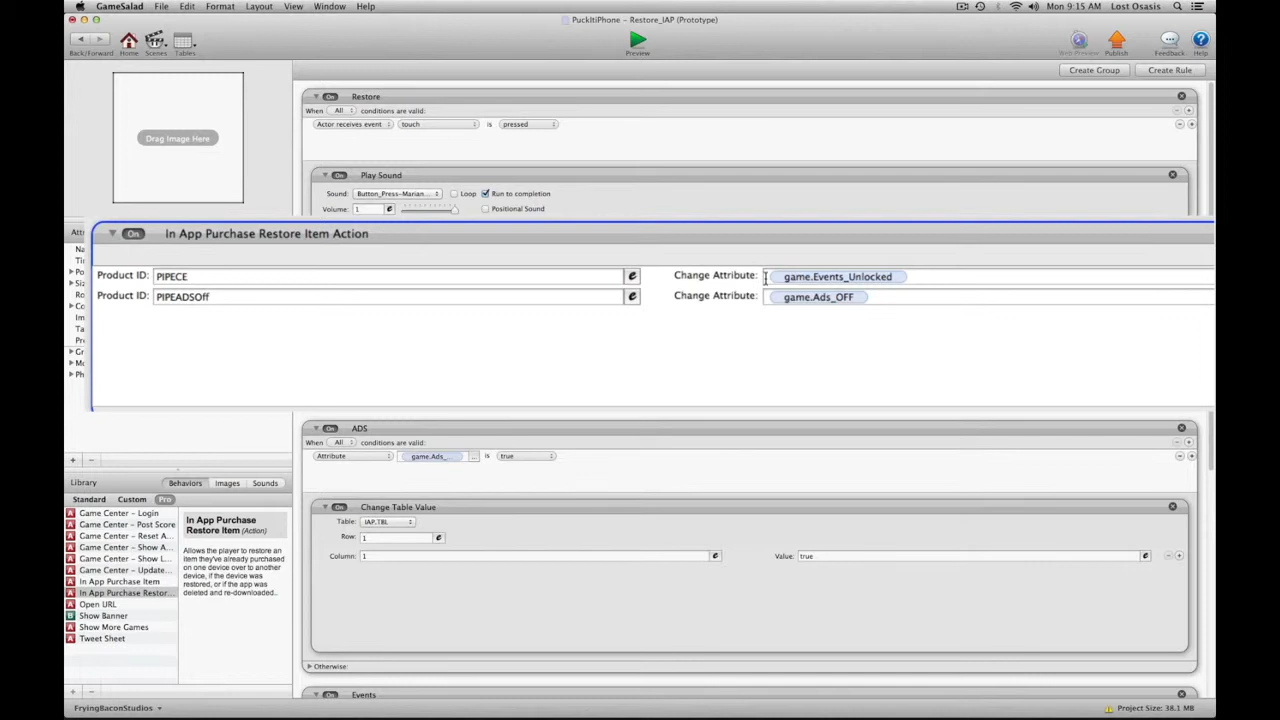 GameSalad File Edit Format Layout View Window Help Mon 9:15 AM Lost Osasis
PuckItiPhone – Restore_IAP (Prototype)
Back/Forward Home Scenes Tables Preview Web Preview Publish Feedback Help
Create Group Create Rule
Drag Image Here
On Restore
When All conditions are valid:
Actor receives event touch is pressed
On Play Sound
Sound: Button_Press-Marian... Loop Run to completion
Volume: 1 Positional Sound
On In App Purchase Restore Item Action
Product ID: PIPECE Change Attribute: game.Events_Unlocked
Product ID: PIPEADSOff Change Attribute: game.Ads_OFF
On ADS
When All conditions are valid:
Attribute game.Ads_... ... is true
On Change Table Value
Table: IAP.TBL
Row: 1
Column: 1 Value: true
Otherwise:
On Events
Library Behaviors Images Sounds
Standard Custom Pro
Game Center – Login
Game Center – Post Score
Game Center – Reset A...
Game Center – Show A...
Game Center – Show L...
Game Center – Update...
In App Purchase Item
In App Purchase Restor...
Open URL
Show Banner
Show More Games
Tweet Sheet
In App Purchase
Restore Item (Action)
Allows the player to restore an
item they've already purchased
on one device over to another
device, if the device was
restored, or if the app was
deleted and re-downloaded..
FryingBaconStudios Project Size: 38.1 MB